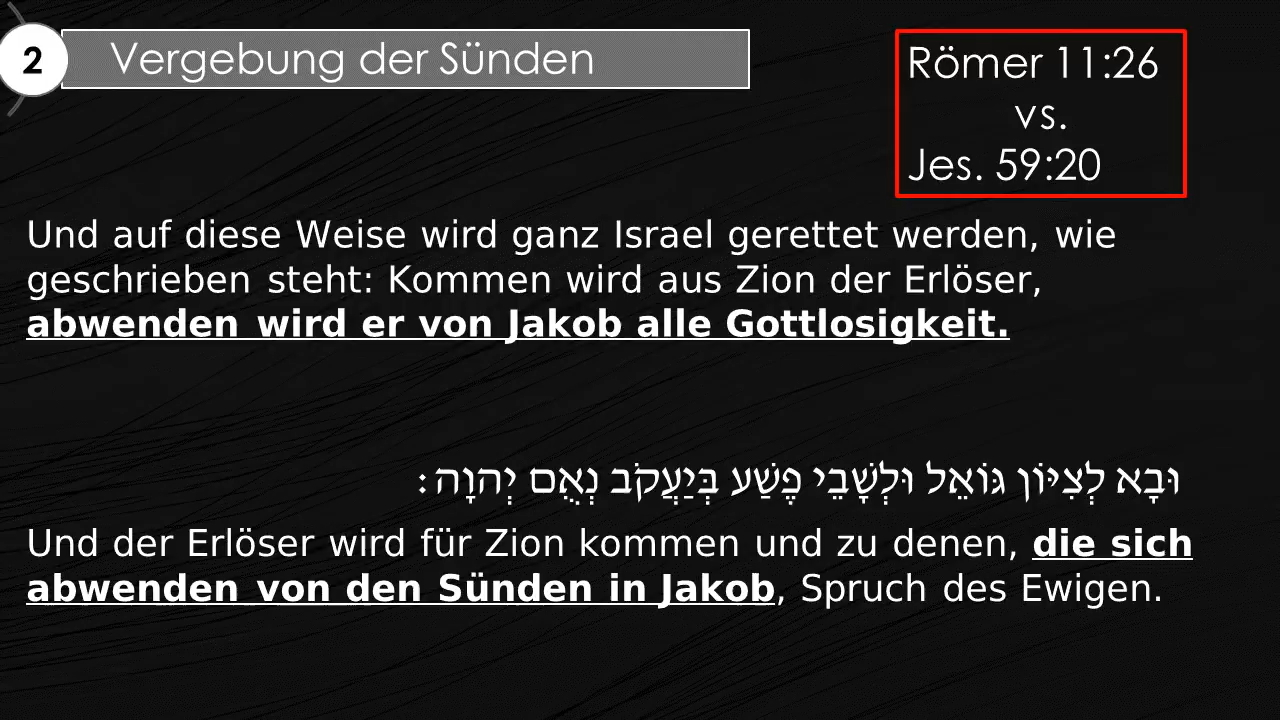 2
Vergebung der Sünden
Römer 11:26
vs.
Jes. 59:20
Und auf diese Weise wird ganz Israel gerettet werden, wie
geschrieben steht: Kommen wird aus Zion der Erlöser,
abwenden wird er von Jakob alle Gottlosigkeit.
וּבָא לְצִיּוֹן גּוֹאֵל וּלְשָׁבֵי פֶשַׁע בְּיַעֲקֹב נְאֻם יְהוָה׃
Und der Erlöser wird für Zion kommen und zu denen, die sich
abwenden von den Sünden in Jakob, Spruch des Ewigen.